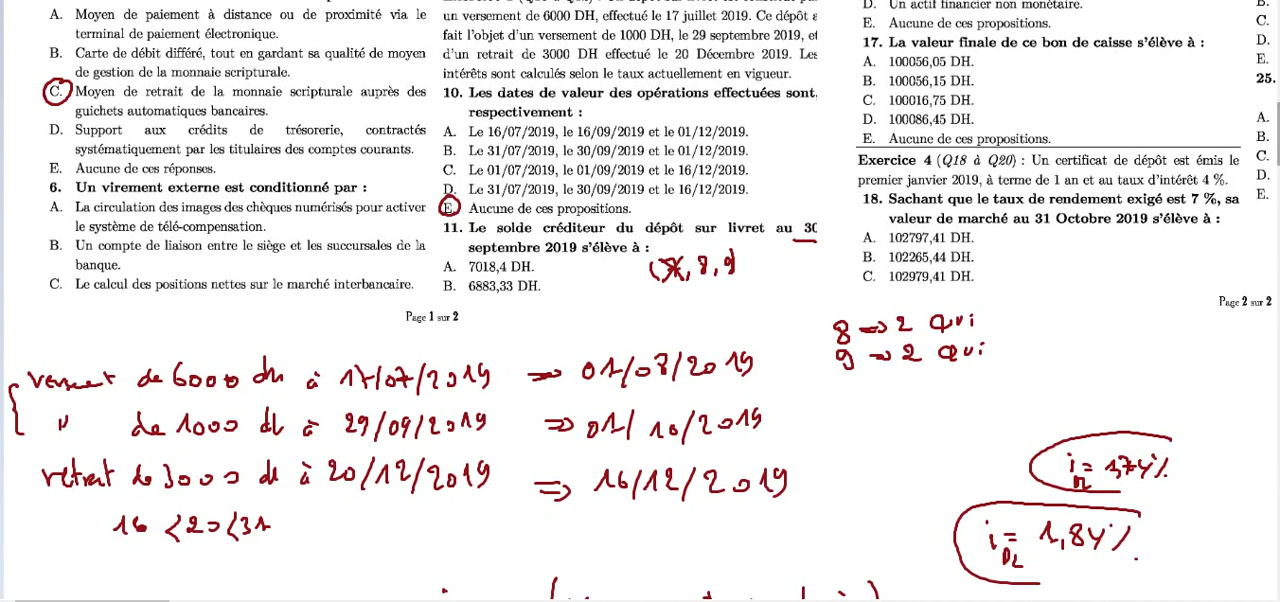 A. Moyen de paiement à distance ou de proximité via le
terminal de paiement électronique.
B. Carte de débit différé, tout en gardant sa qualité de moyen
de gestion de la monnaie scripturale.
C. Moyen de retrait de la monnaie scripturale auprès des
guichets automatiques bancaires.
D. Support aux crédits de trésorerie, contractés
systématiquement par les titulaires des comptes courants.
E. Aucune de ces réponses.
6. Un virement externe est conditionné par :
A. La circulation des images des chèques numérisés pour activer
le système de télé-compensation.
B. Un compte de liaison entre le siège et les succursales de la
banque.
C. Le calcul des positions nettes sur le marché interbancaire.
Page 1 sur 2
un versement de 6000 DH, effectué le 17 juillet 2019. Ce dépôt a
fait l'objet d'un versement de 1000 DH, le 29 septembre 2019, et
d'un retrait de 3000 DH effectué le 20 Décembre 2019. Les
intérêts sont calculés selon le taux actuellement en vigueur.
10. Les dates de valeur des opérations effectuées sont,
respectivement :
A. Le 16/07/2019, le 16/09/2019 et le 01/12/2019.
B. Le 31/07/2019, le 30/09/2019 et le 01/12/2019.
C. Le 01/07/2019, le 01/09/2019 et le 16/12/2019.
D. Le 31/07/2019, le 30/09/2019 et le 16/12/2019.
E. Aucune de ces propositions.
11. Le solde créditeur du dépôt sur livret au 30
septembre 2019 s'élève à :
A. 7018,4 DH.
B. 6883,33 DH.
D. Un actif financier non monétaire.
E. Aucune de ces propositions.
17. La valeur finale de ce bon de caisse s'élève à :
A. 100056,05 DH.
B. 100056,15 DH.
C. 100016,75 DH.
D. 100086,45 DH.
E. Aucune de ces propositions.
Exercice 4 (Q18 à Q20) : Un certificat de dépôt est émis le
premier janvier 2019, à terme de 1 an et au taux d'intérêt 4 %.
18. Sachant que le taux de rendement exigé est 7 %, sa
valeur de marché au 31 Octobre 2019 s'élève à :
A. 102797,41 DH.
B. 102265,44 DH.
C. 102979,41 DH.
Page 2 sur 2
B.
C.
D.
E.
25.
A.
B.
C.
D.
E.
8 => 2 Qui
9 => 2 Qui
de 6000 dh à 17/07/2019 => 01/08/2019
" de 1000 dh à 29/09/2019 => 01/10/2019
retrait de 3000 dh à 20/12/2019 => 16/12/2019
16 < 20 < 31
i = 1,74%
i = 1,84%
DL